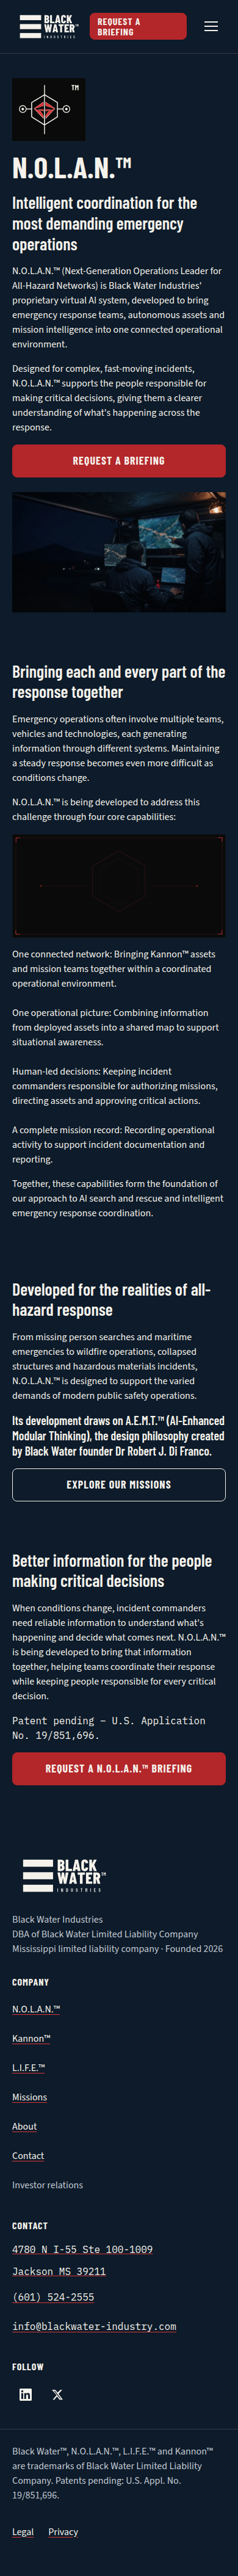 BLACK
WATER™
INDUSTRIES
REQUEST A
BRIEFING
™
N.O.L.A.N.™
Intelligent coordination for the
most demanding emergency
operations
N.O.L.A.N.™ (Next-Generation Operations Leader for
All-Hazard Networks) is Black Water Industries'
proprietary virtual AI system, developed to bring
emergency response teams, autonomous assets and
mission intelligence into one connected operational
environment.
Designed for complex, fast-moving incidents,
N.O.L.A.N.™ supports the people responsible for
making critical decisions, giving them a clearer
understanding of what's happening across the
response.
REQUEST A BRIEFING
Bringing each and every part of the
response together
Emergency operations often involve multiple teams,
vehicles and technologies, each generating
information through different systems. Maintaining
a steady response becomes even more difficult as
conditions change.
N.O.L.A.N.™ is being developed to address this
challenge through four core capabilities:
One connected network: Bringing Kannon™ assets
and mission teams together within a coordinated
operational environment.
One operational picture: Combining information
from deployed assets into a shared map to support
situational awareness.
Human-led decisions: Keeping incident
commanders responsible for authorizing missions,
directing assets and approving critical actions.
A complete mission record: Recording operational
activity to support incident documentation and
reporting.
Together, these capabilities form the foundation of
our approach to AI search and rescue and intelligent
emergency response coordination.
Developed for the realities of all-
hazard response
From missing person searches and maritime
emergencies to wildfire operations, collapsed
structures and hazardous materials incidents,
N.O.L.A.N.™ is designed to support the varied
demands of modern public safety operations.
Its development draws on A.E.M.T.™ (AI-Enhanced
Modular Thinking), the design philosophy created
by Black Water founder Dr Robert J. Di Franco.
EXPLORE OUR MISSIONS
Better information for the people
making critical decisions
When conditions change, incident commanders
need reliable information to understand what's
happening and decide what comes next. N.O.L.A.N.™
is being developed to bring that information
together, helping teams coordinate their response
while keeping people responsible for every critical
decision.
Patent pending – U.S. Application
No. 19/851,696.
REQUEST A N.O.L.A.N.™ BRIEFING
BLACK
WATER™
INDUSTRIES
Black Water Industries
DBA of Black Water Limited Liability Company
Mississippi limited liability company · Founded 2026
COMPANY
N.O.L.A.N.™
Kannon™
L.I.F.E.™
Missions
About
Contact
Investor relations
CONTACT
4780 N I-55 Ste 100-1009
Jackson MS 39211
(601) 524-2555
info@blackwater-industry.com
FOLLOW
Black Water™, N.O.L.A.N.™, L.I.F.E.™ and Kannon™
are trademarks of Black Water Limited Liability
Company. Patents pending: U.S. Appl. No.
19/851,696.
Legal Privacy